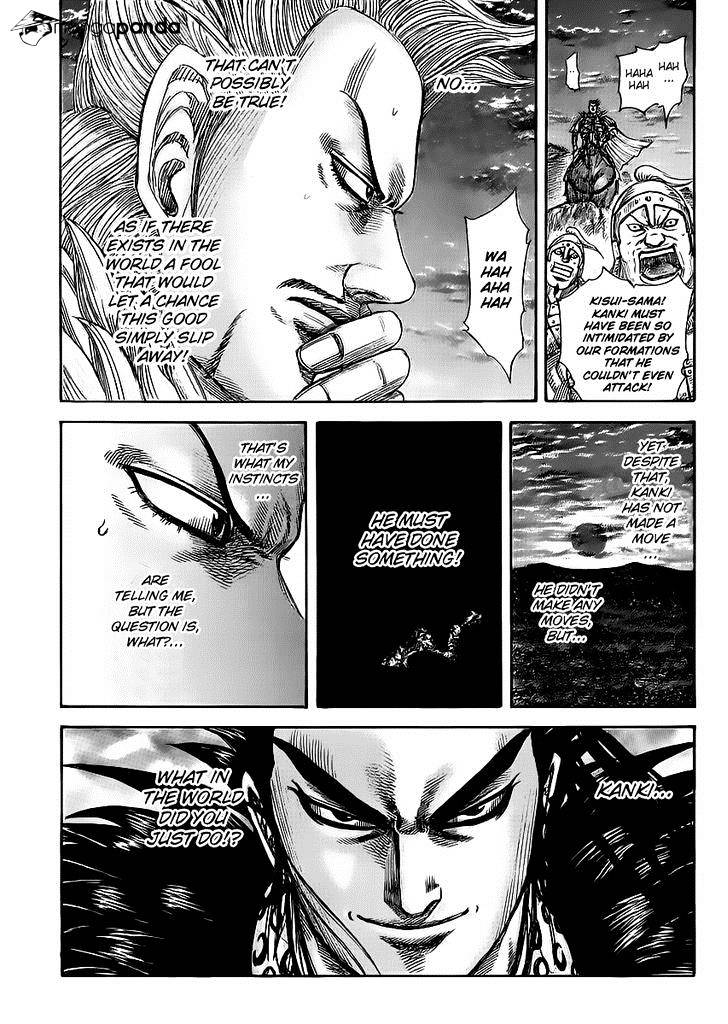 mangapanda
HAH
...
HAHA
HAH
...
KISUI-SAMA!
KANKI MUST
HAVE BEEN SO
INTIMIDATED BY
OUR FORMATIONS
THAT HE
COULDN'T EVEN
ATTACK!
NO...
THAT CAN'T
POSSIBLY
BE TRUE!
WA
HAH
AHA
HAH
AS IF THERE
EXISTS IN THE
WORLD A FOOL
THAT WOULD
LET A CHANCE
THIS GOOD
SIMPLY SLIP
AWAY!
YET,
DESPITE
THAT,
KANKI
HAS NOT
MADE A
MOVE
...
HE DIDN'T
MAKE ANY
MOVES,
BUT...
HE MUST
HAVE DONE
SOMETHING!
THAT'S
WHAT MY
INSTINCTS
...
ARE
TELLING ME,
BUT THE
QUESTION IS,
WHAT?...
KANKI...
WHAT IN
THE WORLD
DID YOU
JUST DO!?